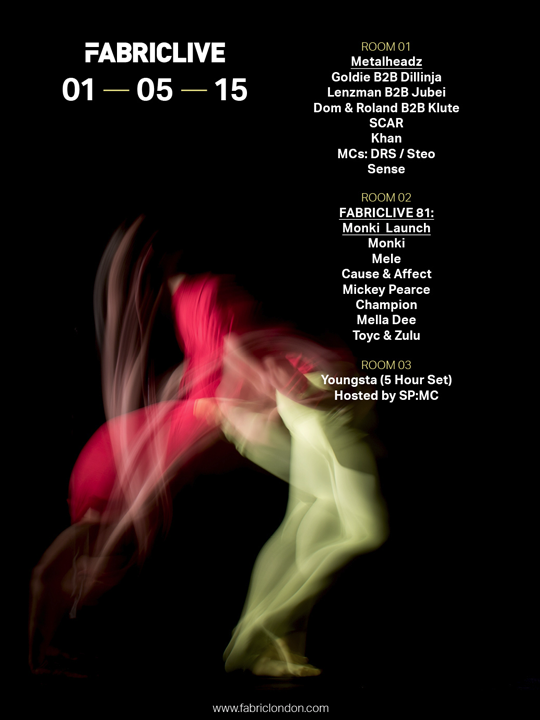 FABRICLIVE
01 — 05 — 15
ROOM 01
Metalheadz
Goldie B2B Dillinja
Lenzman B2B Jubei
Dom & Roland B2B Klute
SCAR
Khan
MCs: DRS / Steo
Sense
ROOM 02
FABRICLIVE 81:
Monki Launch
Monki
Mele
Cause & Affect
Mickey Pearce
Champion
Mella Dee
Toyc & Zulu
ROOM 03
Youngsta (5 Hour Set)
Hosted by SP:MC
www.fabriclondon.com